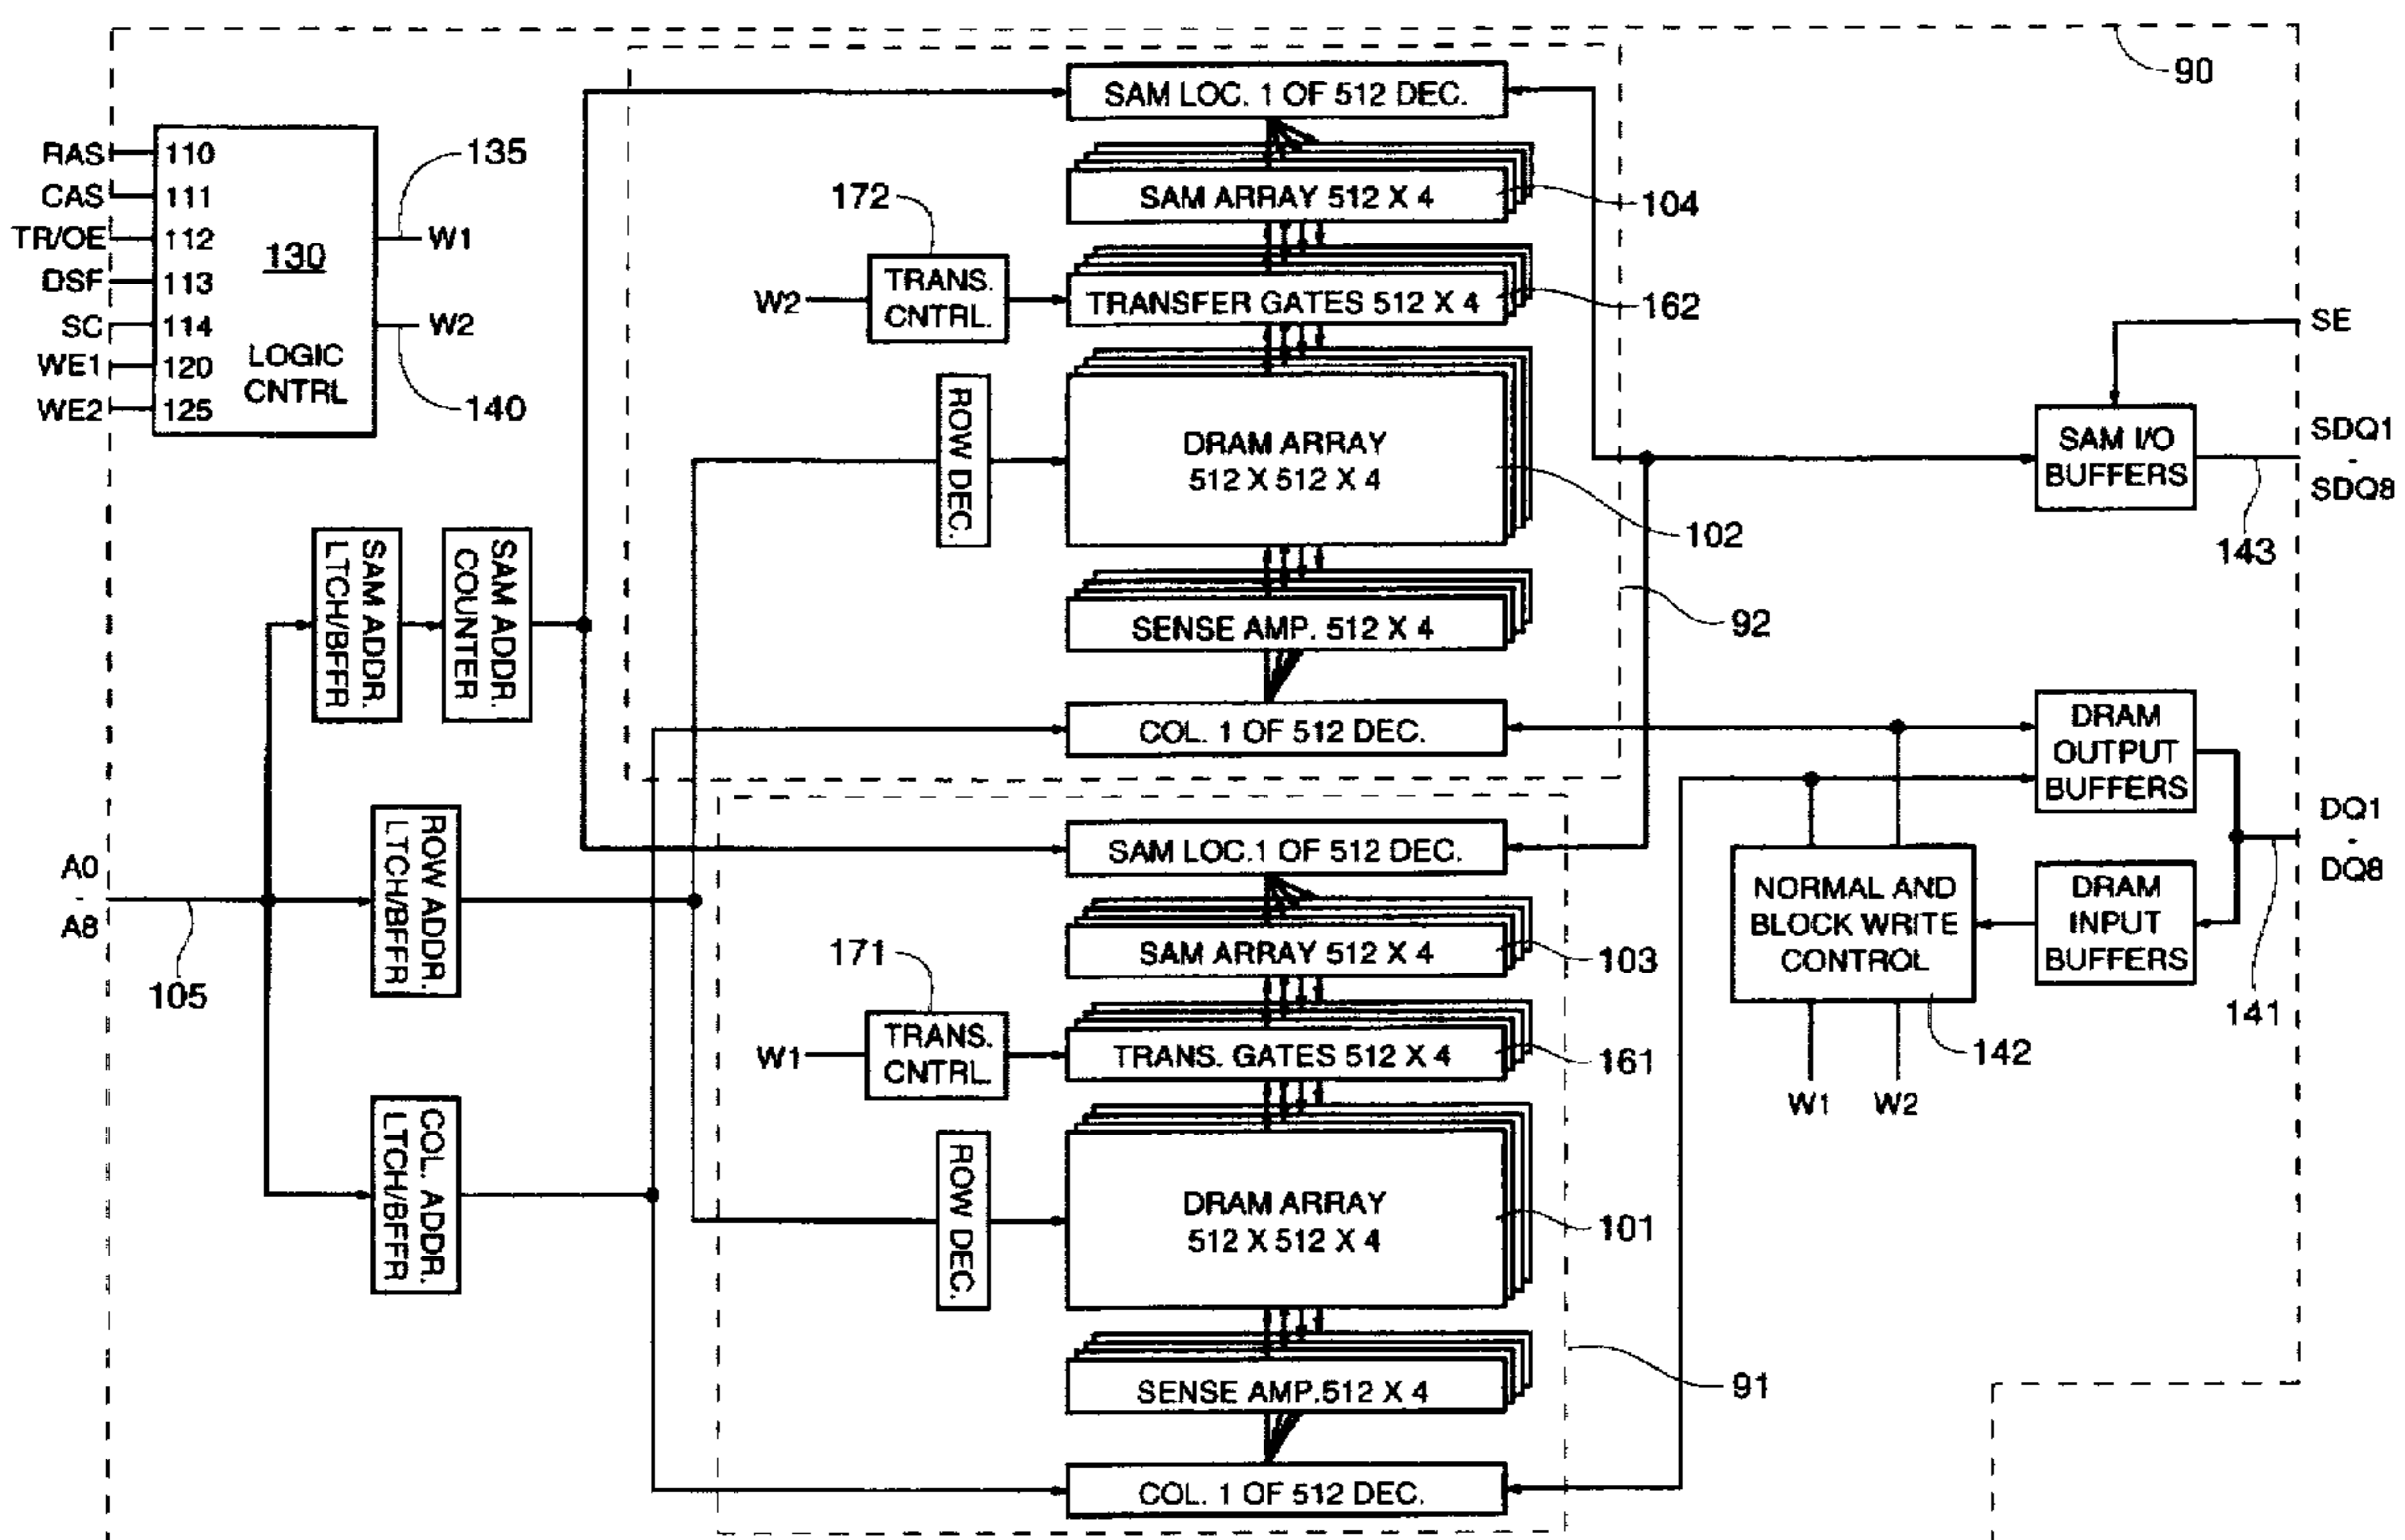 90
SAM LOC. 1 OF 512 DEC.
RAS
110
135
CAS
111
SAM ARRAY 512 X 4
104
172
TR/OE
112
130
W1
DSF
113
TRANS.
CNTRL.
W2
TRANSFER GATES 512 X 4
162
SC
114
W2
SE
WE1
120
LOGIC
CNTRL
WE2
125
140
ROW DEC.
DRAM ARRAY
512 X 512 X 4
102
SAM I/O
BUFFERS
SDQ1
-
SDQ8
143
SAM ADDR.
LTCH/BFFR
SAM ADDR.
COUNTER
SENSE AMP. 512 X 4
92
COL. 1 OF 512 DEC.
DRAM
OUTPUT
BUFFERS
DQ1
-
DQ8
141
A0
-
A8
105
ROW ADDR.
LTCH/BFFR
SAM LOC.1 OF 512 DEC.
NORMAL AND
BLOCK WRITE
CONTROL
DRAM
INPUT
BUFFERS
171
SAM ARRAY 512 X 4
103
W1
TRANS.
CNTRL.
TRANS. GATES 512 X 4
161
142
W1
W2
COL. ADDR.
LTCH/BFFR
ROW DEC.
DRAM ARRAY
512 X 512 X 4
101
SENSE AMP.512 X 4
91
COL. 1 OF 512 DEC.